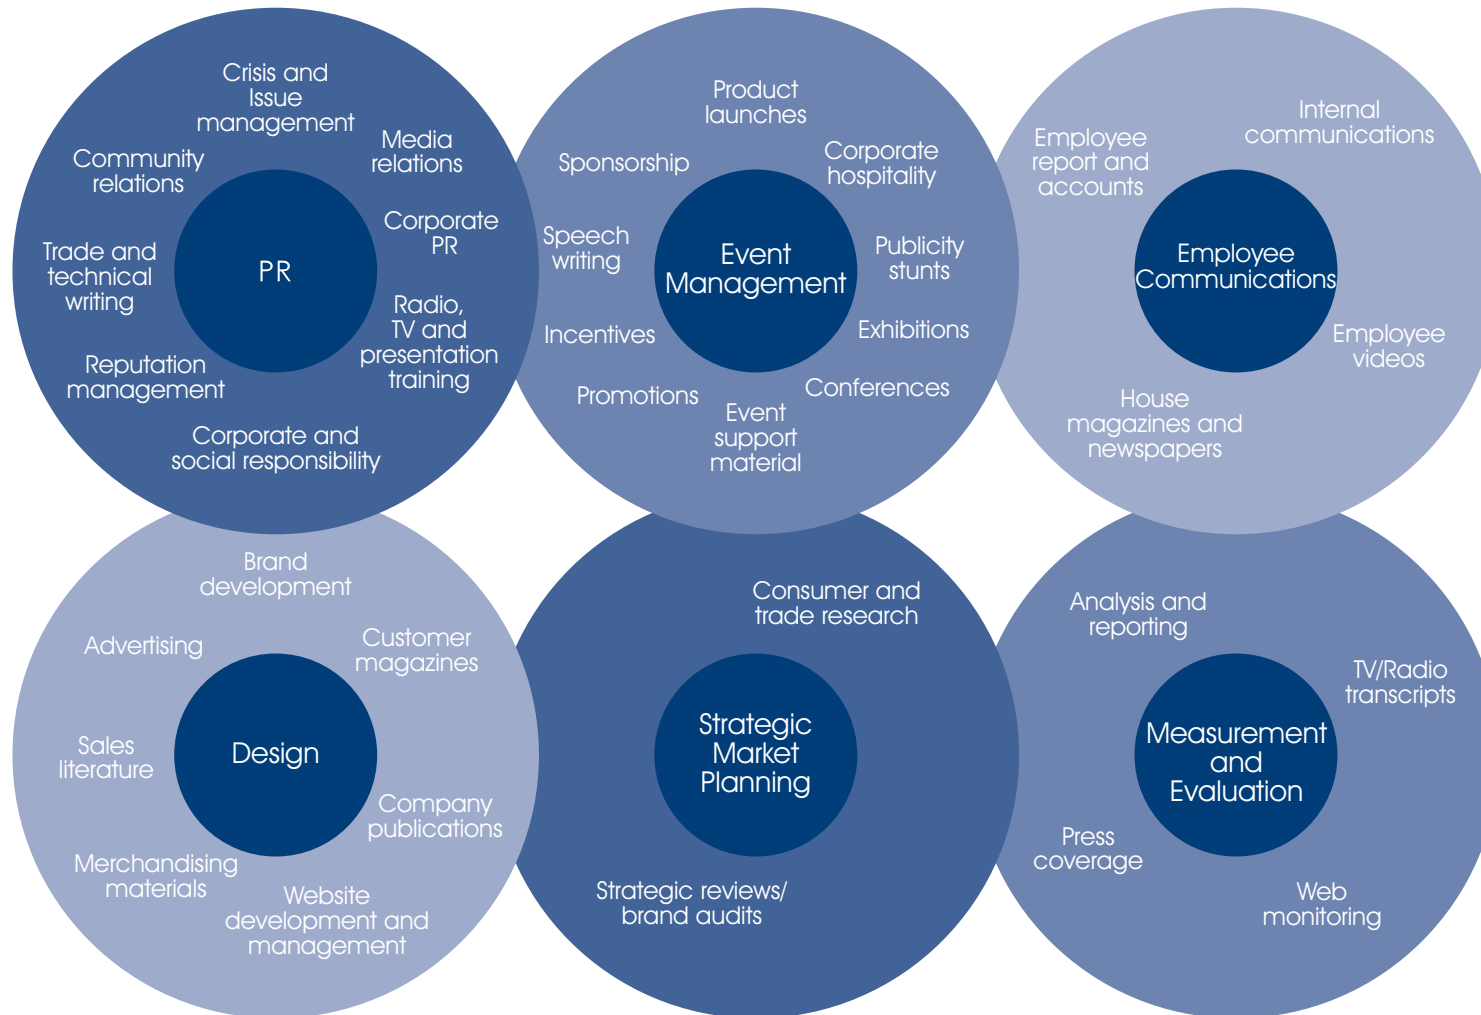 Crisis and
Issue
management
Media
relations
Community
relations
Corporate
PR
PR
Trade and
technical
writing
Radio,
TV and
presentation
training
Reputation
management
Corporate and
social responsibility
Product
launches
Sponsorship
Corporate
hospitality
Speech
writing
Event
Management
Publicity
stunts
Incentives
Exhibitions
Promotions
Conferences
Event
support
material
Internal
communications
Employee
report and
accounts
Employee
Communications
Employee
videos
House
magazines and
newspapers
Brand
development
Advertising
Customer
magazines
Sales
literature
Design
Company
publications
Merchandising
materials
Website
development and
management
Consumer and
trade research
Strategic
Market
Planning
Strategic reviews/
brand audits
Analysis and
reporting
TV/Radio
transcripts
Measurement
and
Evaluation
Press
coverage
Web
monitoring